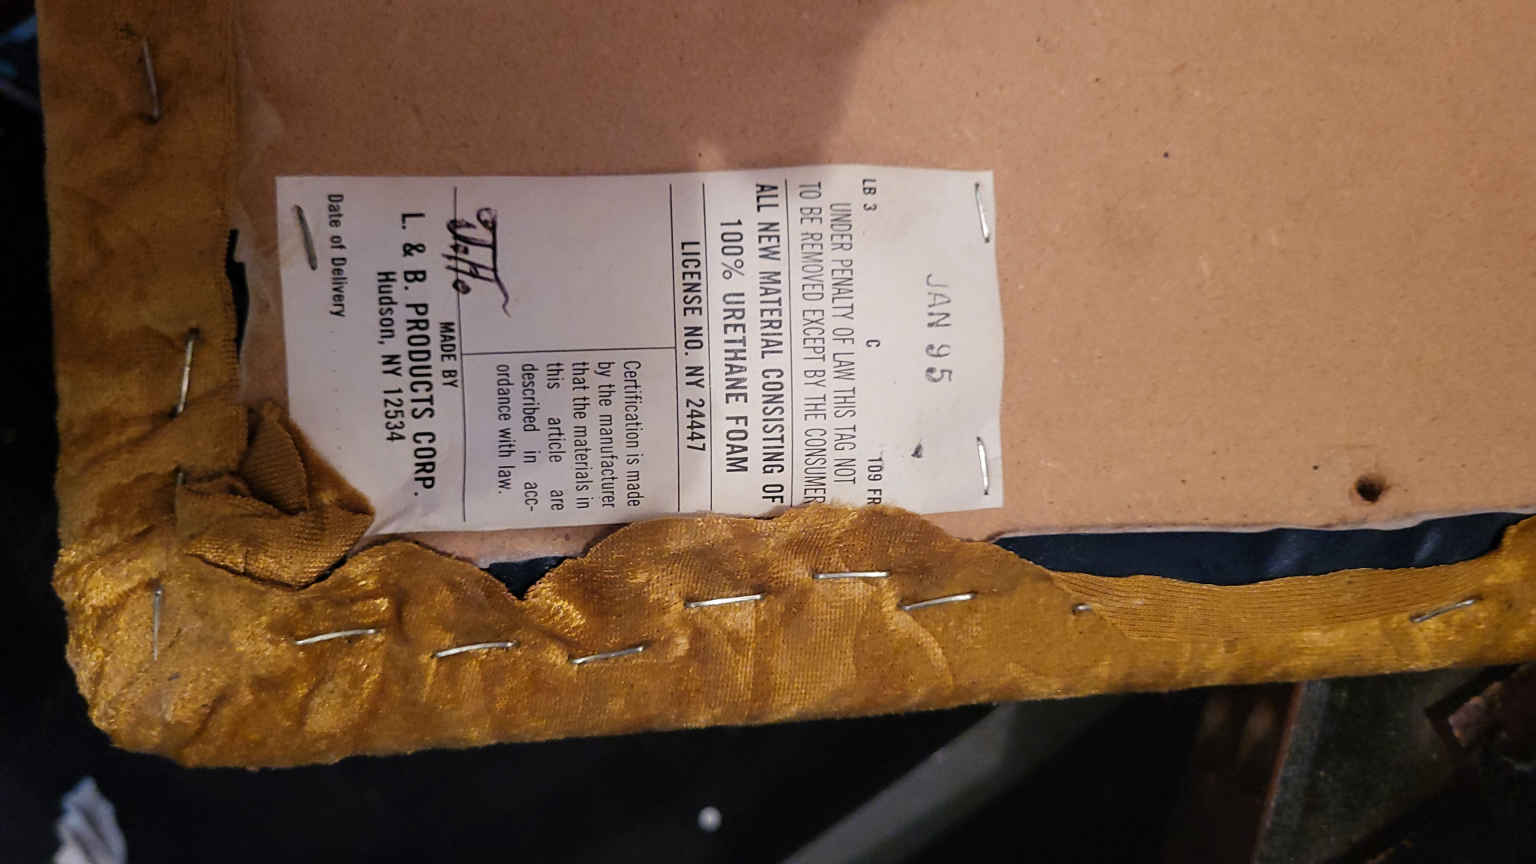 JAN 95
LB 3 C 109 FR
UNDER PENALTY OF LAW THIS TAG NOT
TO BE REMOVED EXCEPT BY THE CONSUMER
ALL NEW MATERIAL CONSISTING OF
100% URETHANE FOAM
LICENSE NO. NY 24447
Certification is made
by the manufacturer
that the materials in
this article are
described in acc-
ordance with law.
MADE BY
L. & B. PRODUCTS CORP.
Hudson, NY 12534
Date of Delivery